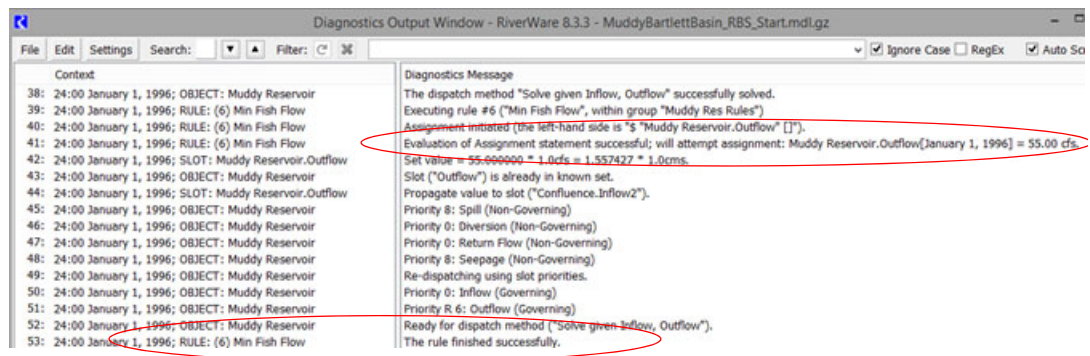 Diagnostics Output Window - RiverWare 8.3.3 - MuddyBartlettBasin_RBS_Start.mdl.gz
File Edit Settings Search: Filter: Ignore Case RegEx Auto Scr
Context Diagnostics Message
38: 24:00 January 1, 1996; OBJECT: Muddy Reservoir The dispatch method "Solve given Inflow, Outflow" successfully solved.
39: 24:00 January 1, 1996; RULE: (6) Min Fish Flow Executing rule #6 ("Min Fish Flow", within group "Muddy Res Rules")
40: 24:00 January 1, 1996; RULE: (6) Min Fish Flow Assignment initiated (the left-hand side is "$ "Muddy Reservoir.Outflow" []").
41: 24:00 January 1, 1996; RULE: (6) Min Fish Flow Evaluation of Assignment statement successful; will attempt assignment: Muddy Reservoir.Outflow[January 1, 1996] = 55.00 cfs.
42: 24:00 January 1, 1996; SLOT: Muddy Reservoir.Outflow Set value = 55.000000 * 1.0cfs = 1.557427 * 1.0cms.
43: 24:00 January 1, 1996; OBJECT: Muddy Reservoir Slot ("Outflow") is already in known set.
44: 24:00 January 1, 1996; SLOT: Muddy Reservoir.Outflow Propagate value to slot ("Confluence.Inflow2").
45: 24:00 January 1, 1996; OBJECT: Muddy Reservoir Priority 8: Spill (Non-Governing)
46: 24:00 January 1, 1996; OBJECT: Muddy Reservoir Priority 0: Diversion (Non-Governing)
47: 24:00 January 1, 1996; OBJECT: Muddy Reservoir Priority 0: Return Flow (Non-Governing)
48: 24:00 January 1, 1996; OBJECT: Muddy Reservoir Priority 8: Seepage (Non-Governing)
49: 24:00 January 1, 1996; OBJECT: Muddy Reservoir Re-dispatching using slot priorities.
50: 24:00 January 1, 1996; OBJECT: Muddy Reservoir Priority 0: Inflow (Governing)
51: 24:00 January 1, 1996; OBJECT: Muddy Reservoir Priority R 6: Outflow (Governing)
52: 24:00 January 1, 1996; OBJECT: Muddy Reservoir Ready for dispatch method ("Solve given Inflow, Outflow").
53: 24:00 January 1, 1996; RULE: (6) Min Fish Flow The rule finished successfully.